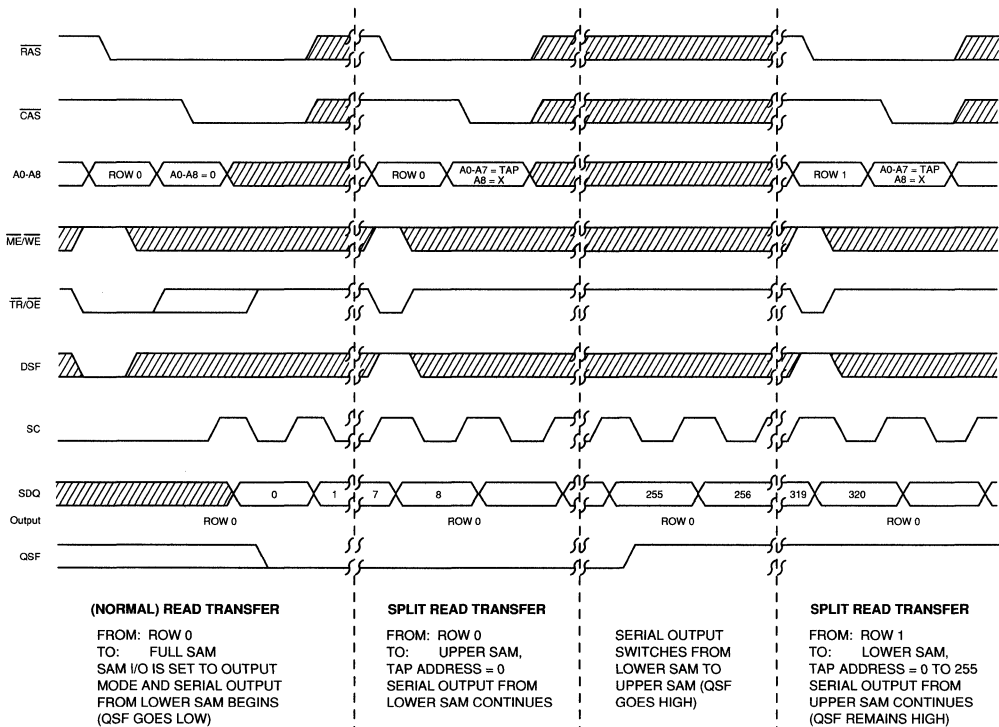 RAS
CAS
A0-A8 ROW 0 A0-A8 = 0 ROW 0 A0-A7 = TAP A8 = X ROW 1 A0-A7 = TAP A8 = X
ME/WE
TR/OE
DSF
SC
SDQ 0 1 7 8 255 256 319 320
Output ROW 0 ROW 0 ROW 0 ROW 0
QSF
(NORMAL) READ TRANSFER
FROM: ROW 0
TO: FULL SAM
SAM I/O IS SET TO OUTPUT
MODE AND SERIAL OUTPUT
FROM LOWER SAM BEGINS
(QSF GOES LOW)
SPLIT READ TRANSFER
FROM: ROW 0
TO: UPPER SAM,
TAP ADDRESS = 0
SERIAL OUTPUT FROM
LOWER SAM CONTINUES
SERIAL OUTPUT
SWITCHES FROM
LOWER SAM TO
UPPER SAM (QSF
GOES HIGH)
SPLIT READ TRANSFER
FROM: ROW 1
TO: LOWER SAM,
TAP ADDRESS = 0 TO 255
SERIAL OUTPUT FROM
UPPER SAM CONTINUES
(QSF REMAINS HIGH)